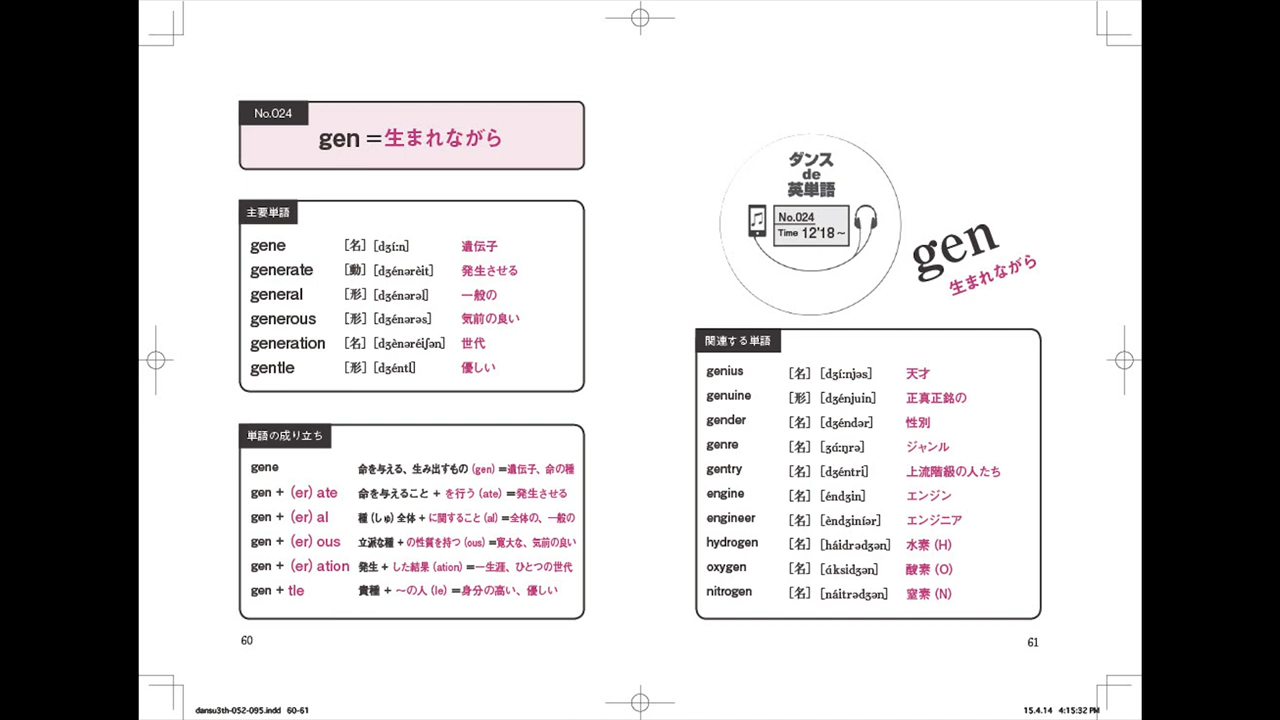 No.024
gen＝生まれながら
主要単語
gene ［名］ [dʒíːn] 遺伝子
generate ［動］ [dʒénərèit] 発生させる
general ［形］ [dʒénərəl] 一般の
generous ［形］ [dʒénərəs] 気前の良い
generation ［名］ [dʒènəréiʃən] 世代
gentle ［形］ [dʒéntl] 優しい
単語の成り立ち
gene 命を与える、生み出すもの（gen）＝遺伝子、命の種
gen + (er) ate 命を与えること + を行う（ate）＝発生させる
gen + (er) al 種（しゅ）全体 + に関すること（al）＝全体の、一般の
gen + (er) ous 立派な種 + の性質を持つ（ous）＝寛大な、気前の良い
gen + (er) ation 発生 + した結果（ation）＝一生涯、ひとつの世代
gen + tle 貴種 + ～の人（le）＝身分の高い、優しい
60
ダンス
de
英単語
No.024
Time 12'18～
gen
生まれながら
関連する単語
genius ［名］ [dʒíːnjəs] 天才
genuine ［形］ [dʒénjuin] 正真正銘の
gender ［名］ [dʒéndər] 性別
genre ［名］ [ʒɑ́ːŋrə] ジャンル
gentry ［名］ [dʒéntri] 上流階級の人たち
engine ［名］ [éndʒin] エンジン
engineer ［名］ [èndʒiníər] エンジニア
hydrogen ［名］ [háidrədʒən] 水素（H）
oxygen ［名］ [ɑ́ksidʒən] 酸素（O）
nitrogen ［名］ [náitrədʒən] 窒素（N）
61
dansu3th-052-095.indd 60-61
15.4.14 4:15:32 PM